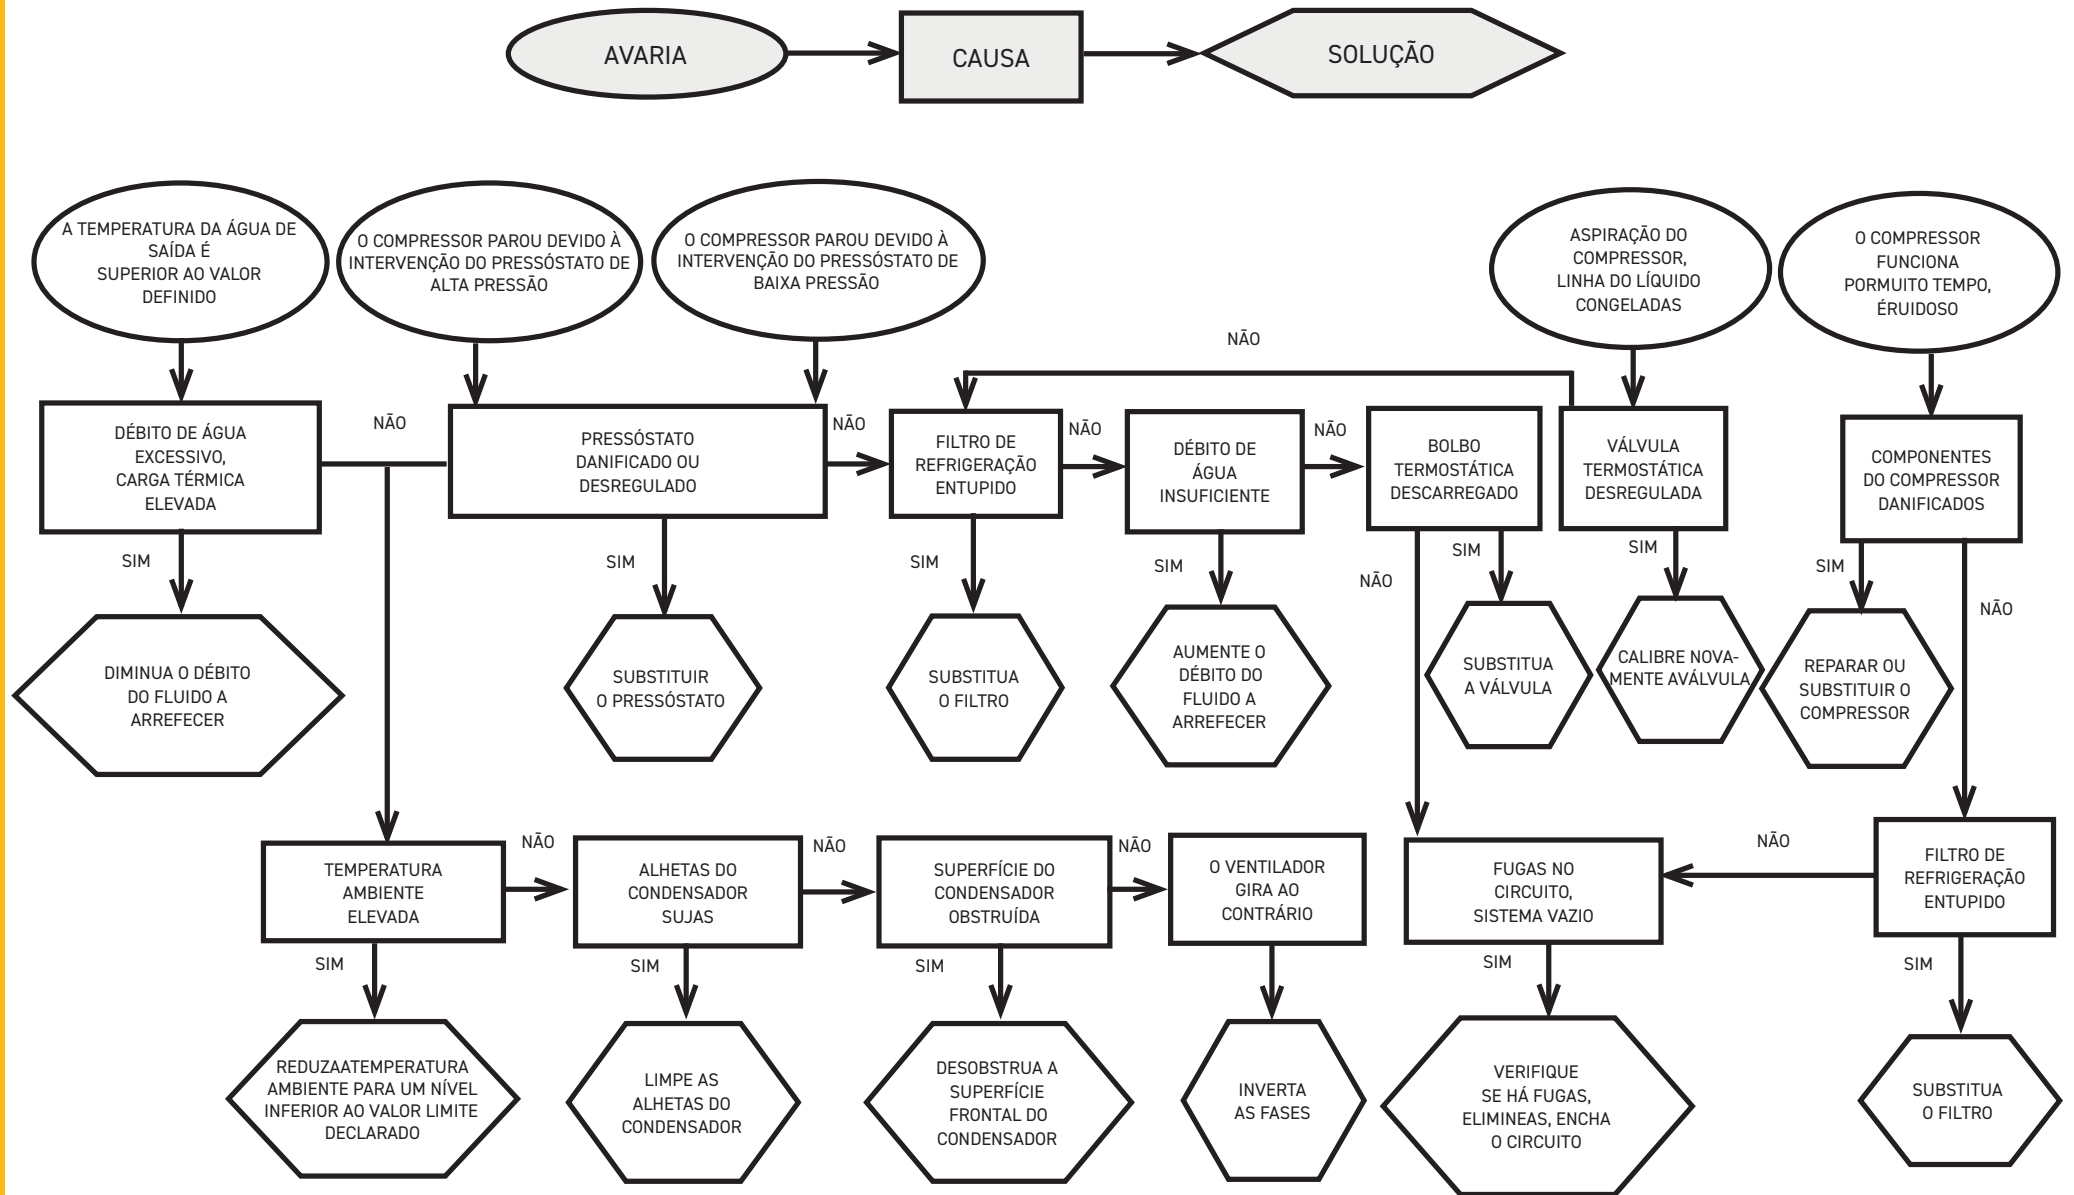 AVARIA
CAUSA
SOLUÇÃO
A TEMPERATURA DA ÁGUA DE
SAÍDA É
SUPERIOR AO VALOR
DEFINIDO
O COMPRESSOR PAROU DEVIDO À
INTERVENÇÃO DO PRESSÓSTATO DE
ALTA PRESSÃO
O COMPRESSOR PAROU DEVIDO À
INTERVENÇÃO DO PRESSÓSTATO DE
BAIXA PRESSÃO
ASPIRAÇÃO DO
COMPRESSOR,
LINHA DO LÍQUIDO
CONGELADAS
O COMPRESSOR
FUNCIONA
PORMUITO TEMPO,
ÉRUIDOSO
NÃO
DÉBITO DE ÁGUA
EXCESSIVO,
CARGA TÉRMICA
ELEVADA
NÃO
PRESSÓSTATO
DANIFICADO OU
DESREGULADO
NÃO
FILTRO DE
REFRIGERAÇÃO
ENTUPIDO
NÃO
DÉBITO DE
ÁGUA
INSUFICIENTE
NÃO
BOLBO
TERMOSTÁTICA
DESCARREGADO
VÁLVULA
TERMOSTÁTICA
DESREGULADA
COMPONENTES
DO COMPRESSOR
DANIFICADOS
SIM
SIM
SIM
SIM
NÃO
SIM
SIM
SIM
NÃO
DIMINUA O DÉBITO
DO FLUIDO A
ARREFECER
SUBSTITUIR
O PRESSÓSTATO
SUBSTITUA
O FILTRO
AUMENTE O
DÉBITO DO
FLUIDO A
ARREFECER
SUBSTITUA
A VÁLVULA
CALIBRE NOVA-
MENTE AVÁLVULA
REPARAR OU
SUBSTITUIR O
COMPRESSOR
TEMPERATURA
AMBIENTE
ELEVADA
NÃO
ALHETAS DO
CONDENSADOR
SUJAS
NÃO
SUPERFÍCIE DO
CONDENSADOR
OBSTRUÍDA
NÃO
O VENTILADOR
GIRA AO
CONTRÁRIO
FUGAS NO
CIRCUITO,
SISTEMA VAZIO
NÃO
FILTRO DE
REFRIGERAÇÃO
ENTUPIDO
SIM
SIM
SIM
SIM
SIM
REDUZAATEMPERATURA
AMBIENTE PARA UM NÍVEL
INFERIOR AO VALOR LIMITE
DECLARADO
LIMPE AS
ALHETAS DO
CONDENSADOR
DESOBSTRUA A
SUPERFÍCIE
FRONTAL DO
CONDENSADOR
INVERTA
AS FASES
VERIFIQUE
SE HÁ FUGAS,
ELIMINEAS, ENCHA
O CIRCUITO
SUBSTITUA
O FILTRO